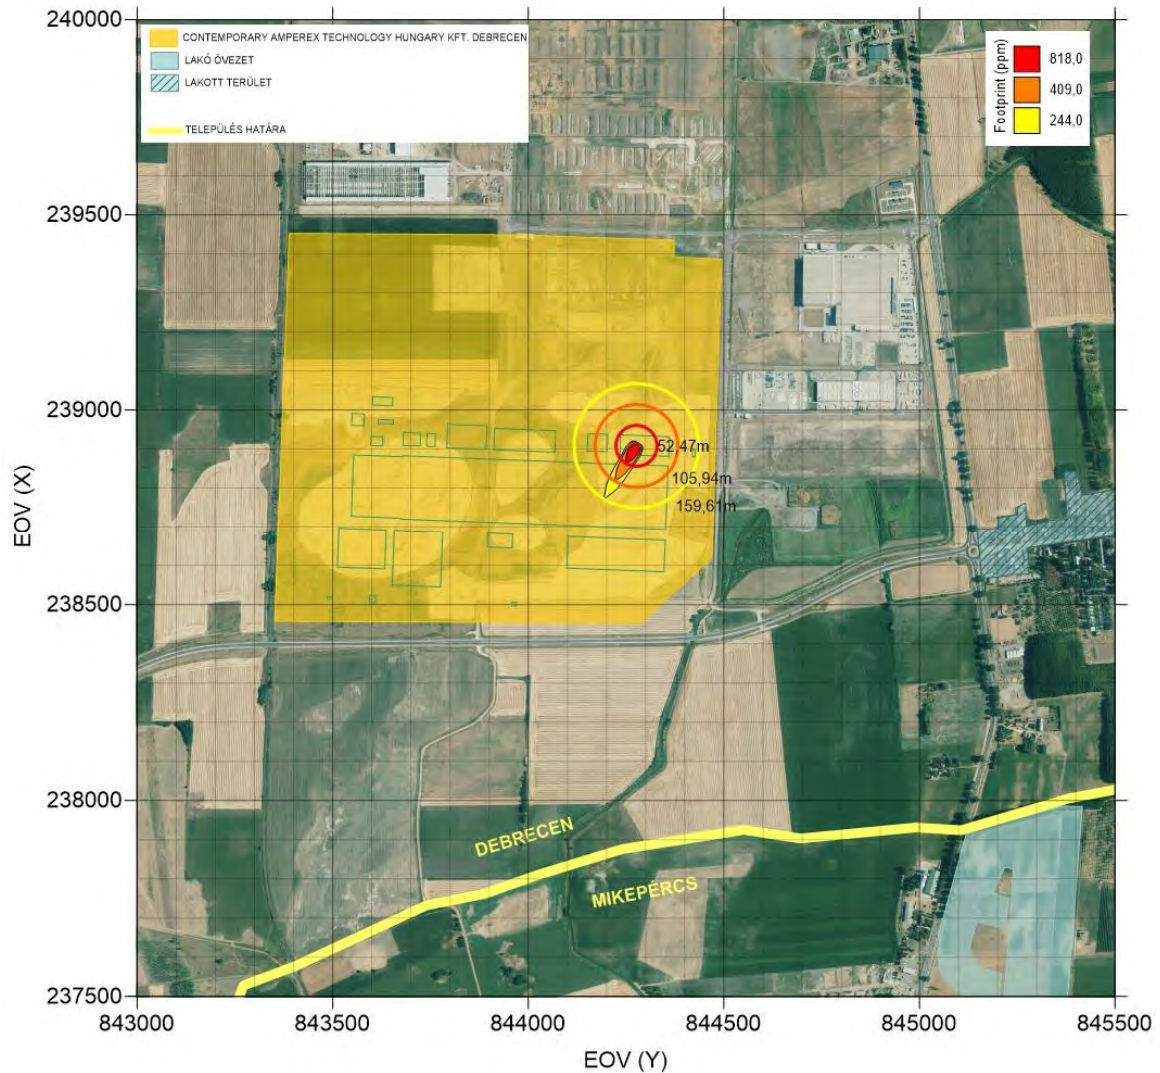 240000
239500
239000
238500
238000
237500
EOV (X)
CONTEMPORARY AMPEREX TECHNOLOGY HUNGARY KFT. DEBRECEN
LAKÓ ÖVEZET
LAKOTT TERÜLET
TELEPÜLÉS HATÁRA
Footprint (ppm)
818,0
409,0
244,0
52,47m
105,94m
159,61m
DEBRECEN
MIKEPÉRCS
843000 843500 844000 844500 845000 845500
EOV (Y)